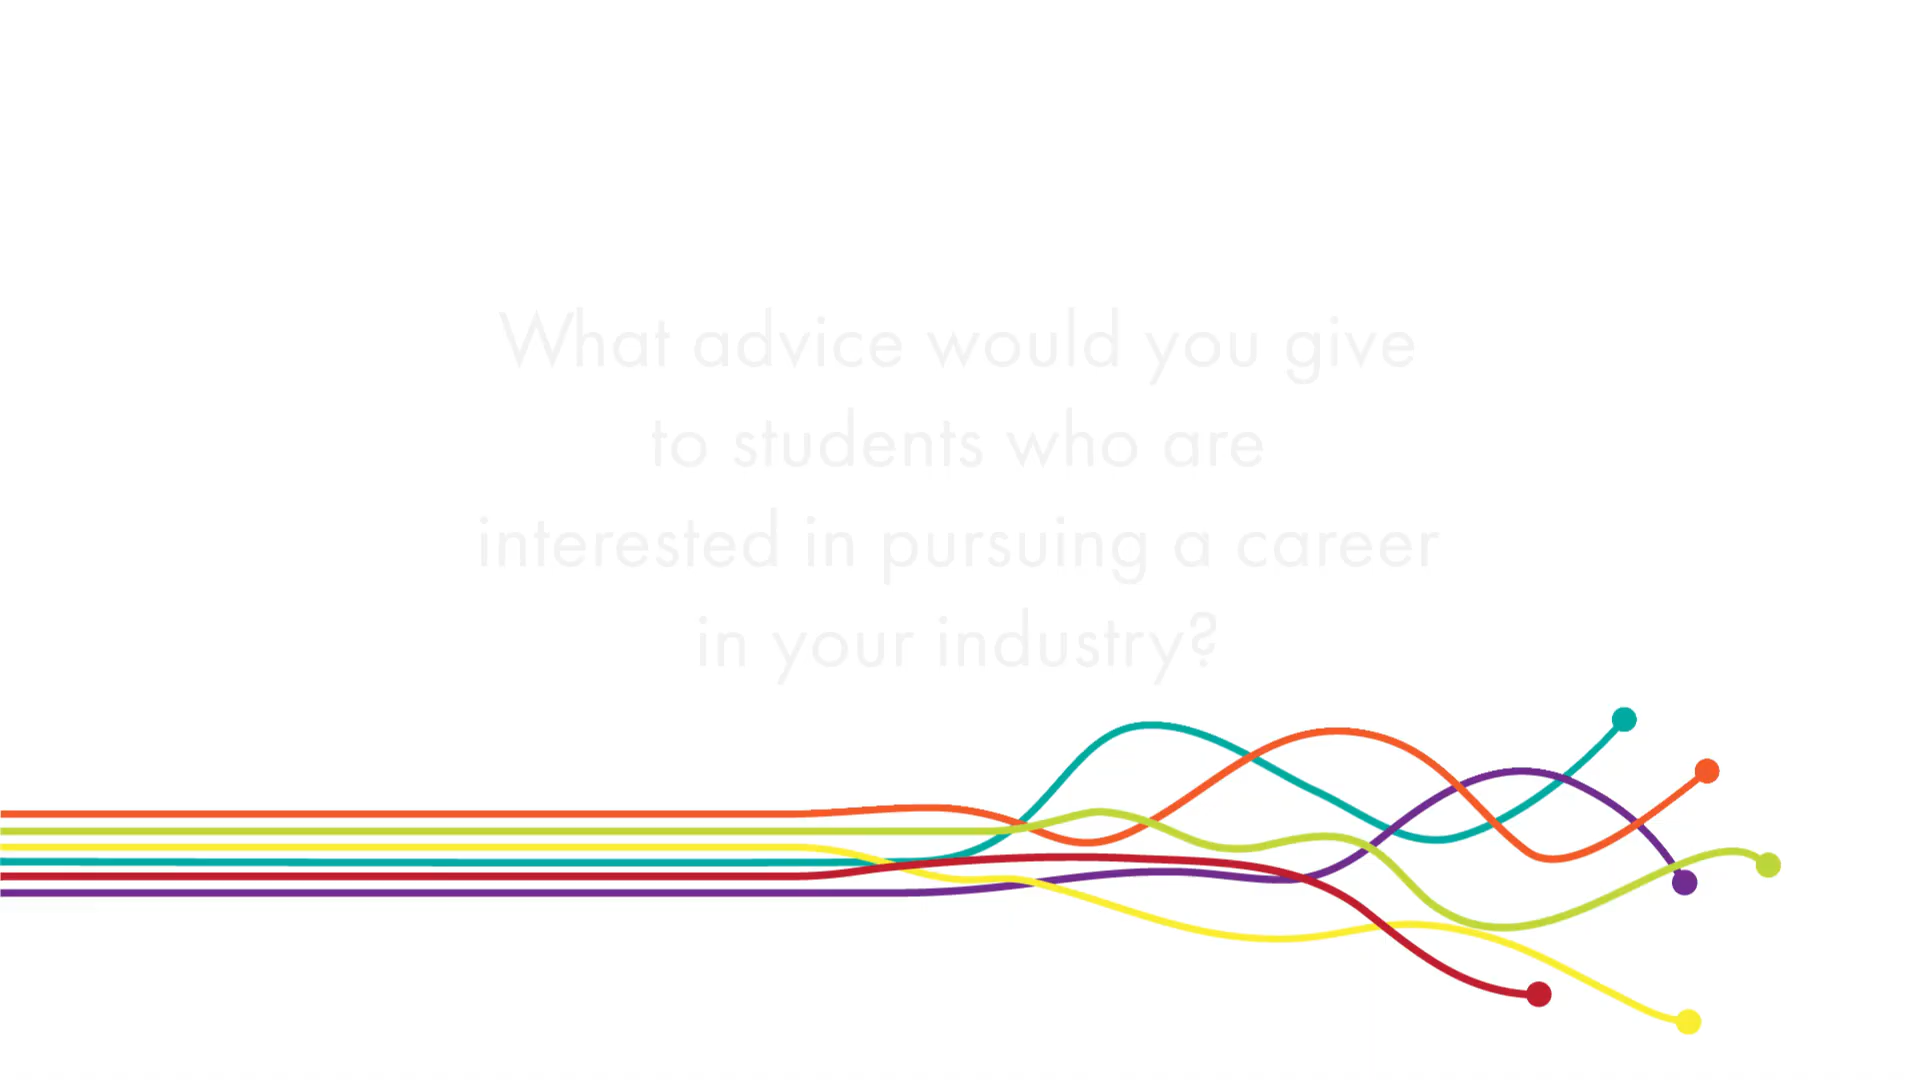 What advice would you give
to students who are
interested in pursuing a career
in your industry?